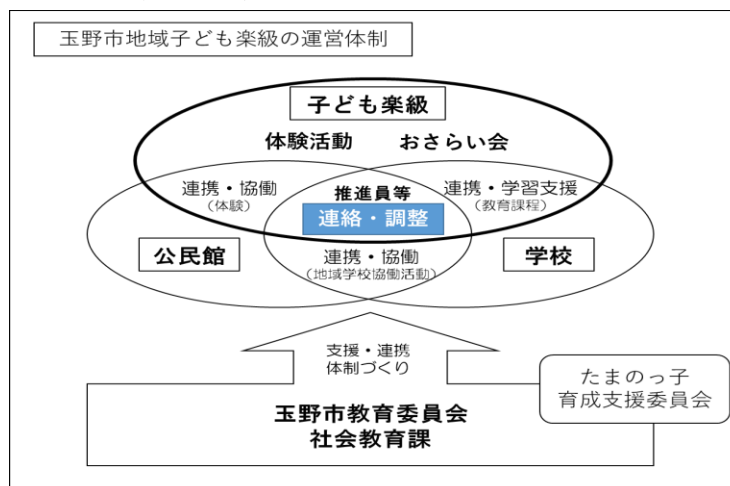 玉野市地域子ども楽級の運営体制
子ども楽級
体験活動 おさらい会
連携・協働
(体験)
推進員等
連絡・調整
連携・学習支援
(教育課程)
公民館
連携・協働
(地域学校協働活動)
学校
支援・連携
体制づくり
たまのっ子
育成支援委員会
玉野市教育委員会
社会教育課